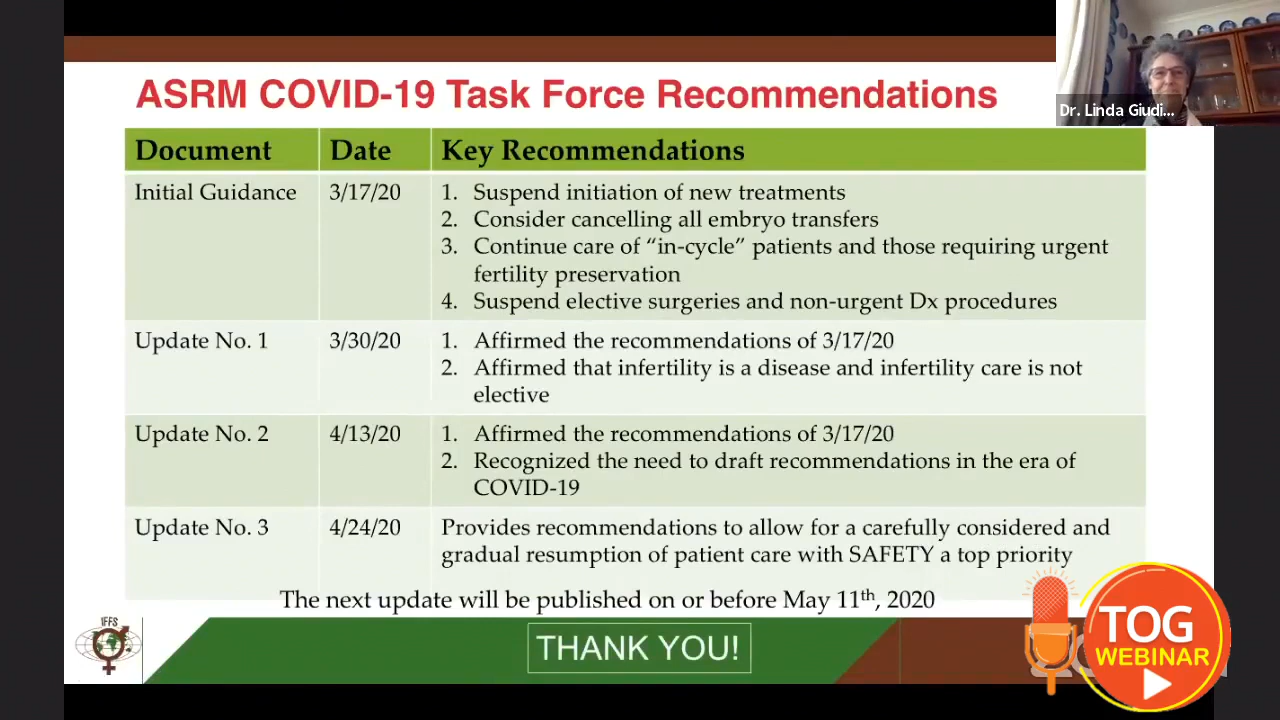 ASRM COVID-19 Task Force Recommendations
Dr. Linda Giudi...
Document Date Key Recommendations
Initial Guidance 3/17/20 1. Suspend initiation of new treatments
2. Consider cancelling all embryo transfers
3. Continue care of “in-cycle” patients and those requiring urgent
fertility preservation
4. Suspend elective surgeries and non-urgent Dx procedures
Update No. 1 3/30/20 1. Affirmed the recommendations of 3/17/20
2. Affirmed that infertility is a disease and infertility care is not
elective
Update No. 2 4/13/20 1. Affirmed the recommendations of 3/17/20
2. Recognized the need to draft recommendations in the era of
COVID-19
Update No. 3 4/24/20 Provides recommendations to allow for a carefully considered and
gradual resumption of patient care with SAFETY a top priority
The next update will be published on or before May 11th, 2020
IFFS
THANK YOU!
TOG
WEBINAR